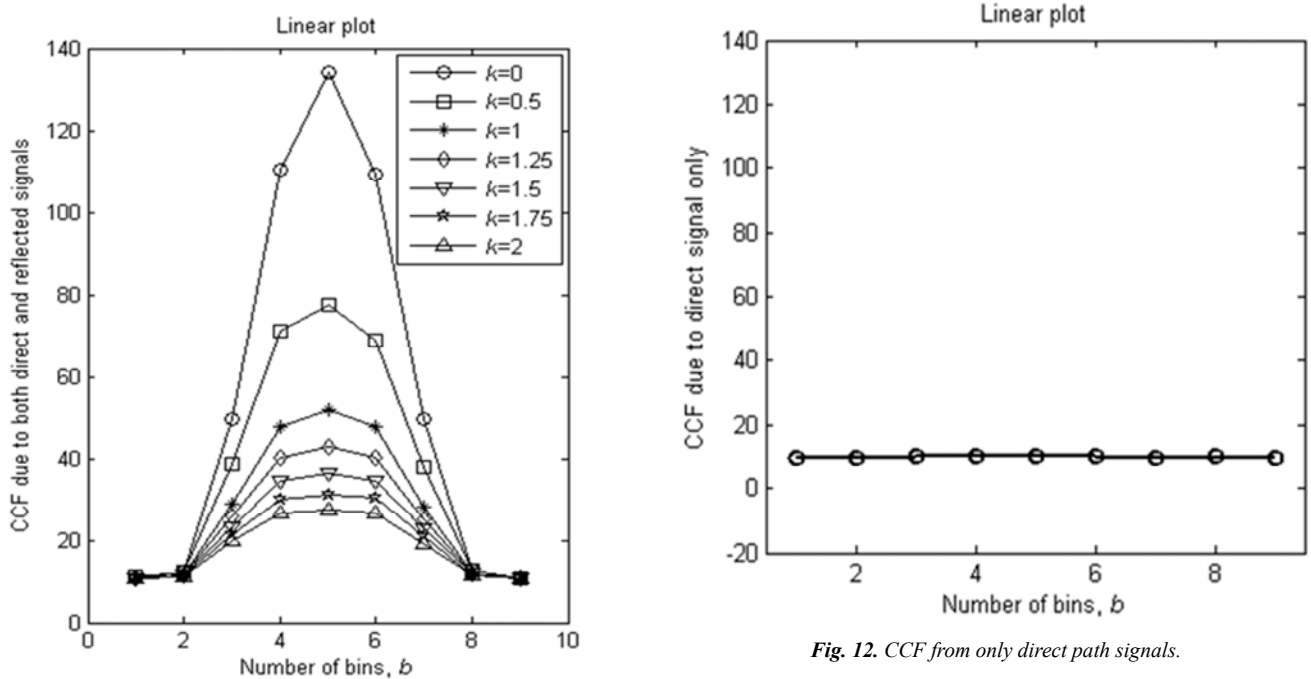 Linear plot
140
120
100
80
60
40
20
0
CCF due to both direct and reflected signals
k=0
k=0.5
k=1
k=1.25
k=1.5
k=1.75
k=2
0 2 4 6 8 10
Number of bins, b
Linear plot
140
120
100
80
60
40
20
0
-20
CCF due to direct signal only
2 4 6 8
Number of bins, b
Fig. 12. CCF from only direct path signals.